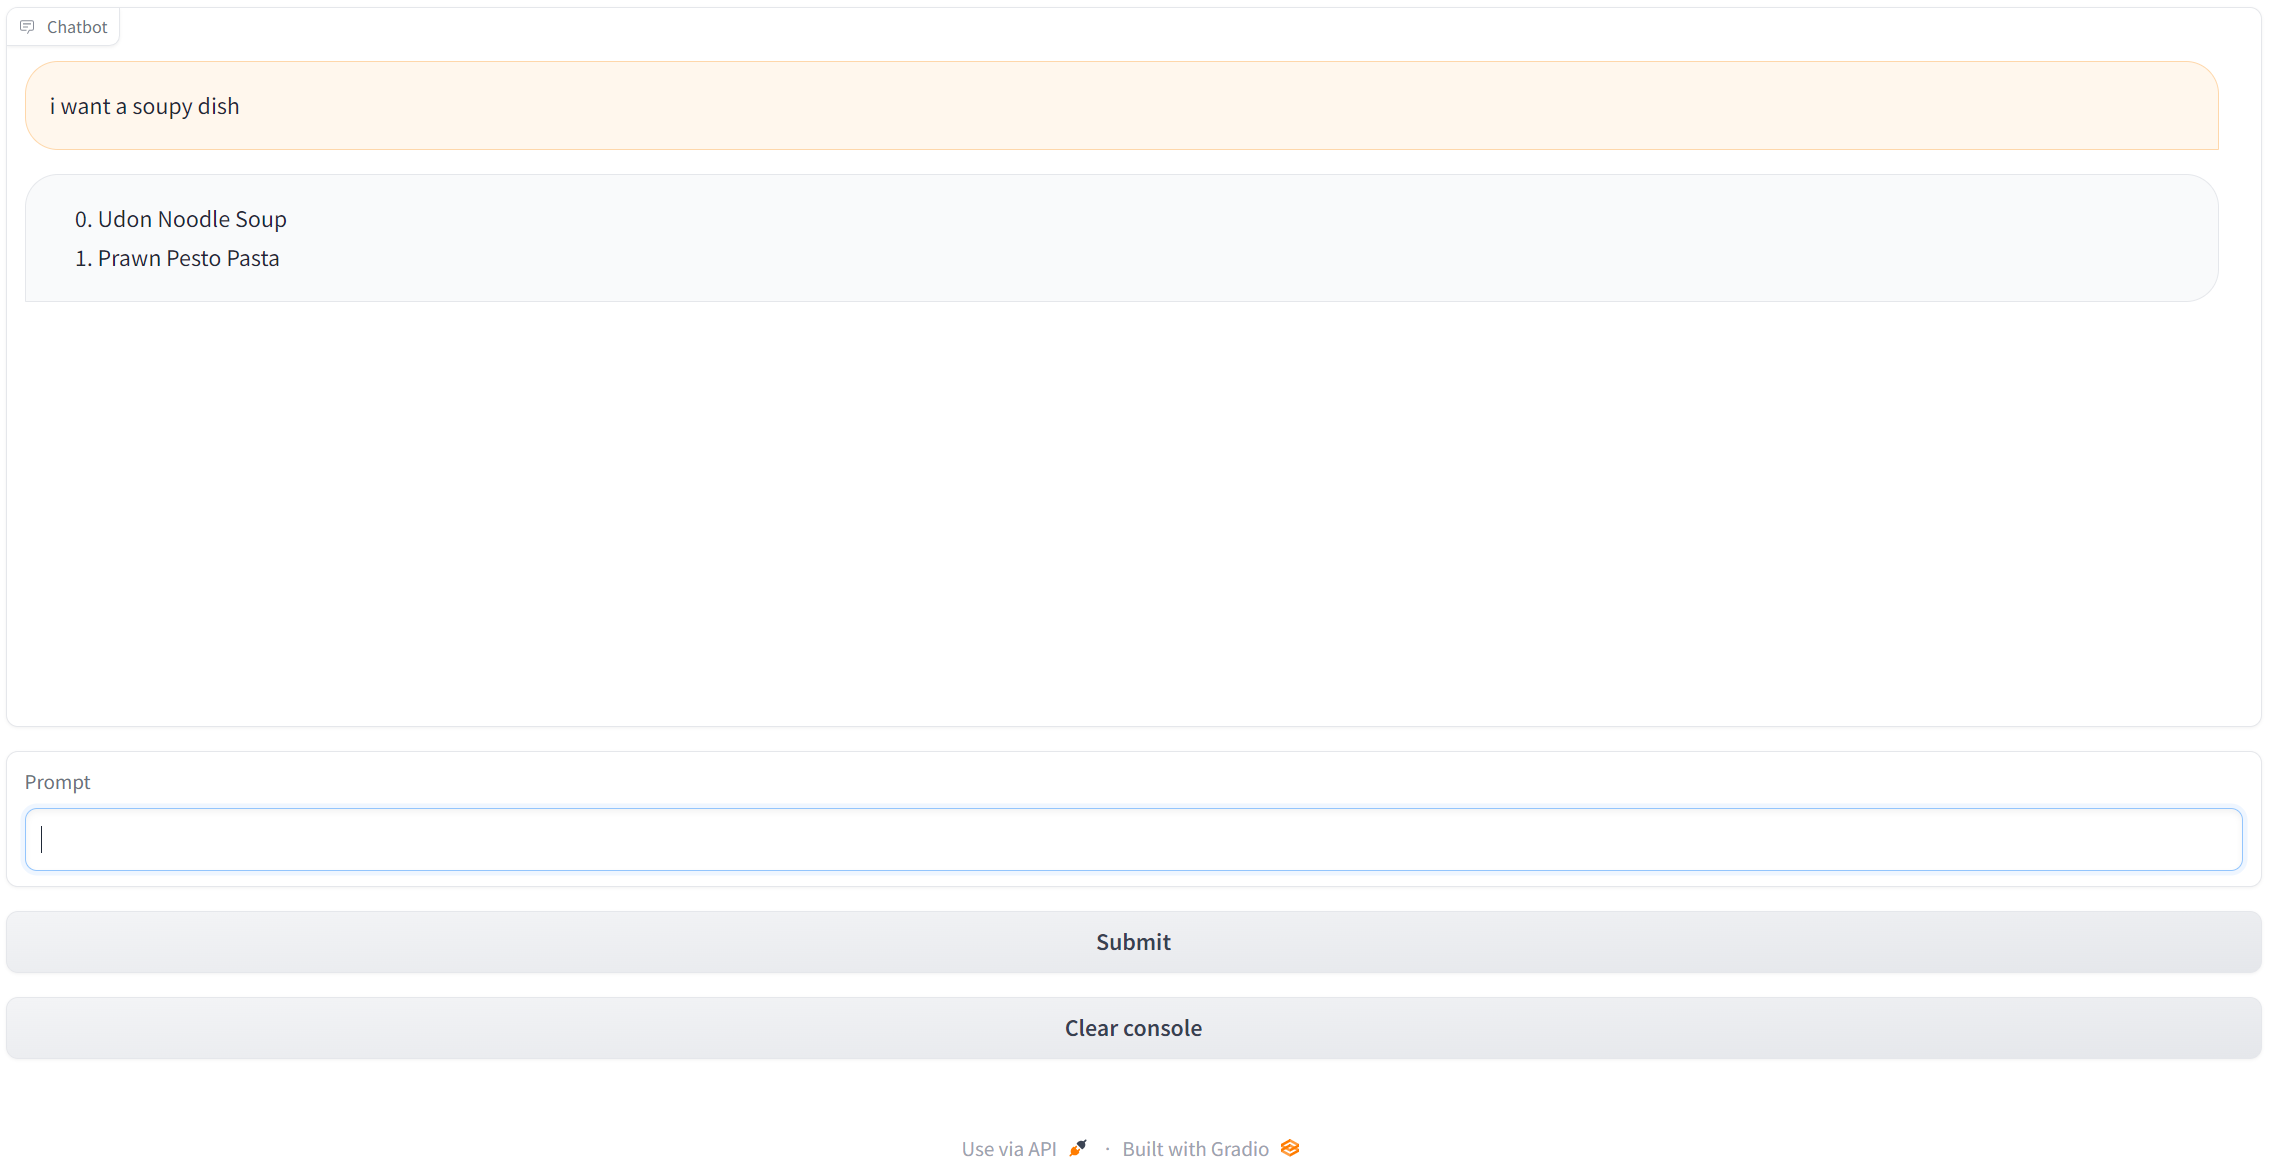 Chatbot
i want a soupy dish
0. Udon Noodle Soup
1. Prawn Pesto Pasta
Prompt
Submit
Clear console
Use via API · Built with Gradio